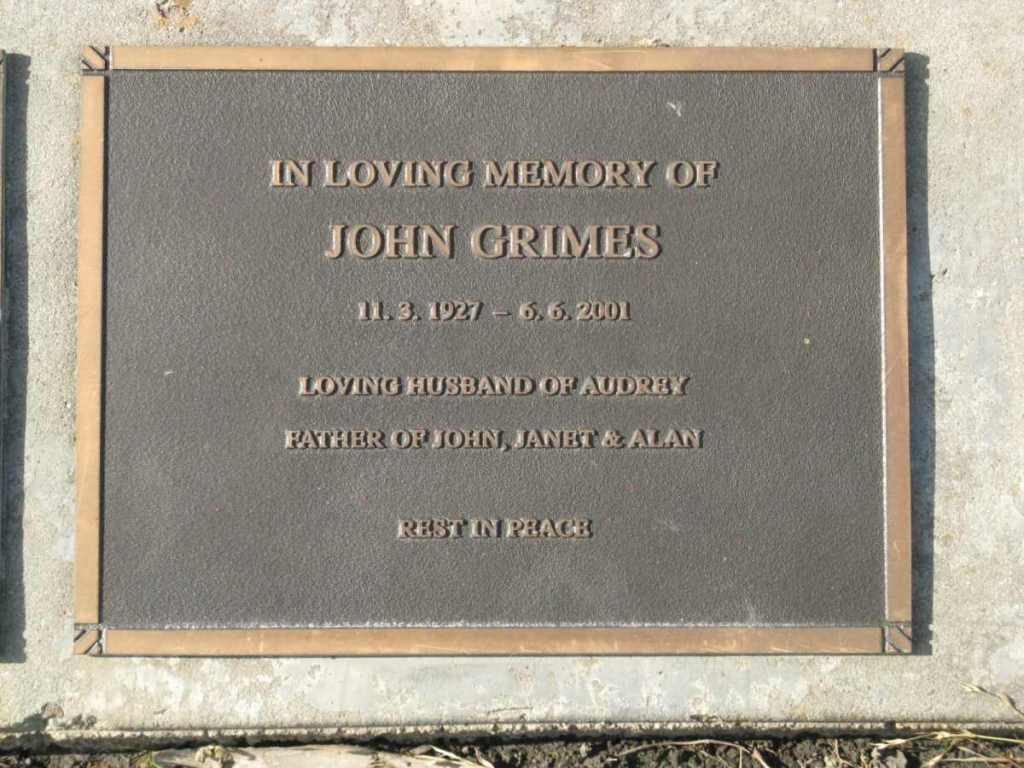 IN LOVING MEMORY OF
JOHN GRIMES
11. 3. 1927 – 6. 6. 2001
LOVING HUSBAND OF AUDREY
FATHER OF JOHN, JANET & ALAN
REST IN PEACE